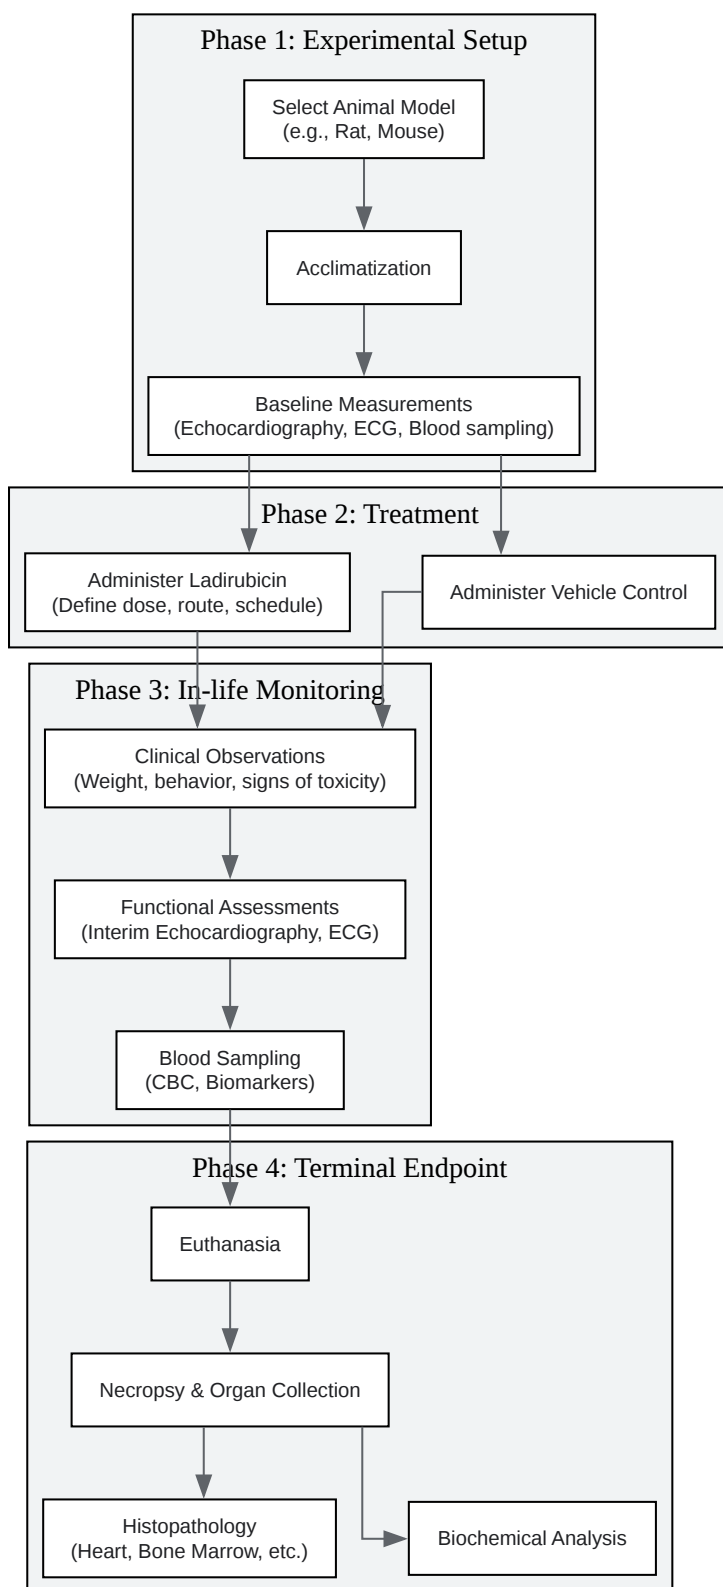 Phase 1: Experimental Setup
Select Animal Model
(e.g., Rat, Mouse)
Acclimatization
Baseline Measurements
(Echocardiography, ECG, Blood sampling)
Phase 2: Treatment
Administer Ladirubicin
(Define dose, route, schedule)
Administer Vehicle Control
Phase 3: In-life Monitoring
Clinical Observations
(Weight, behavior, signs of toxicity)
Functional Assessments
(Interim Echocardiography, ECG)
Blood Sampling
(CBC, Biomarkers)
Phase 4: Terminal Endpoint
Euthanasia
Necropsy & Organ Collection
Histopathology
(Heart, Bone Marrow, etc.)
Biochemical Analysis